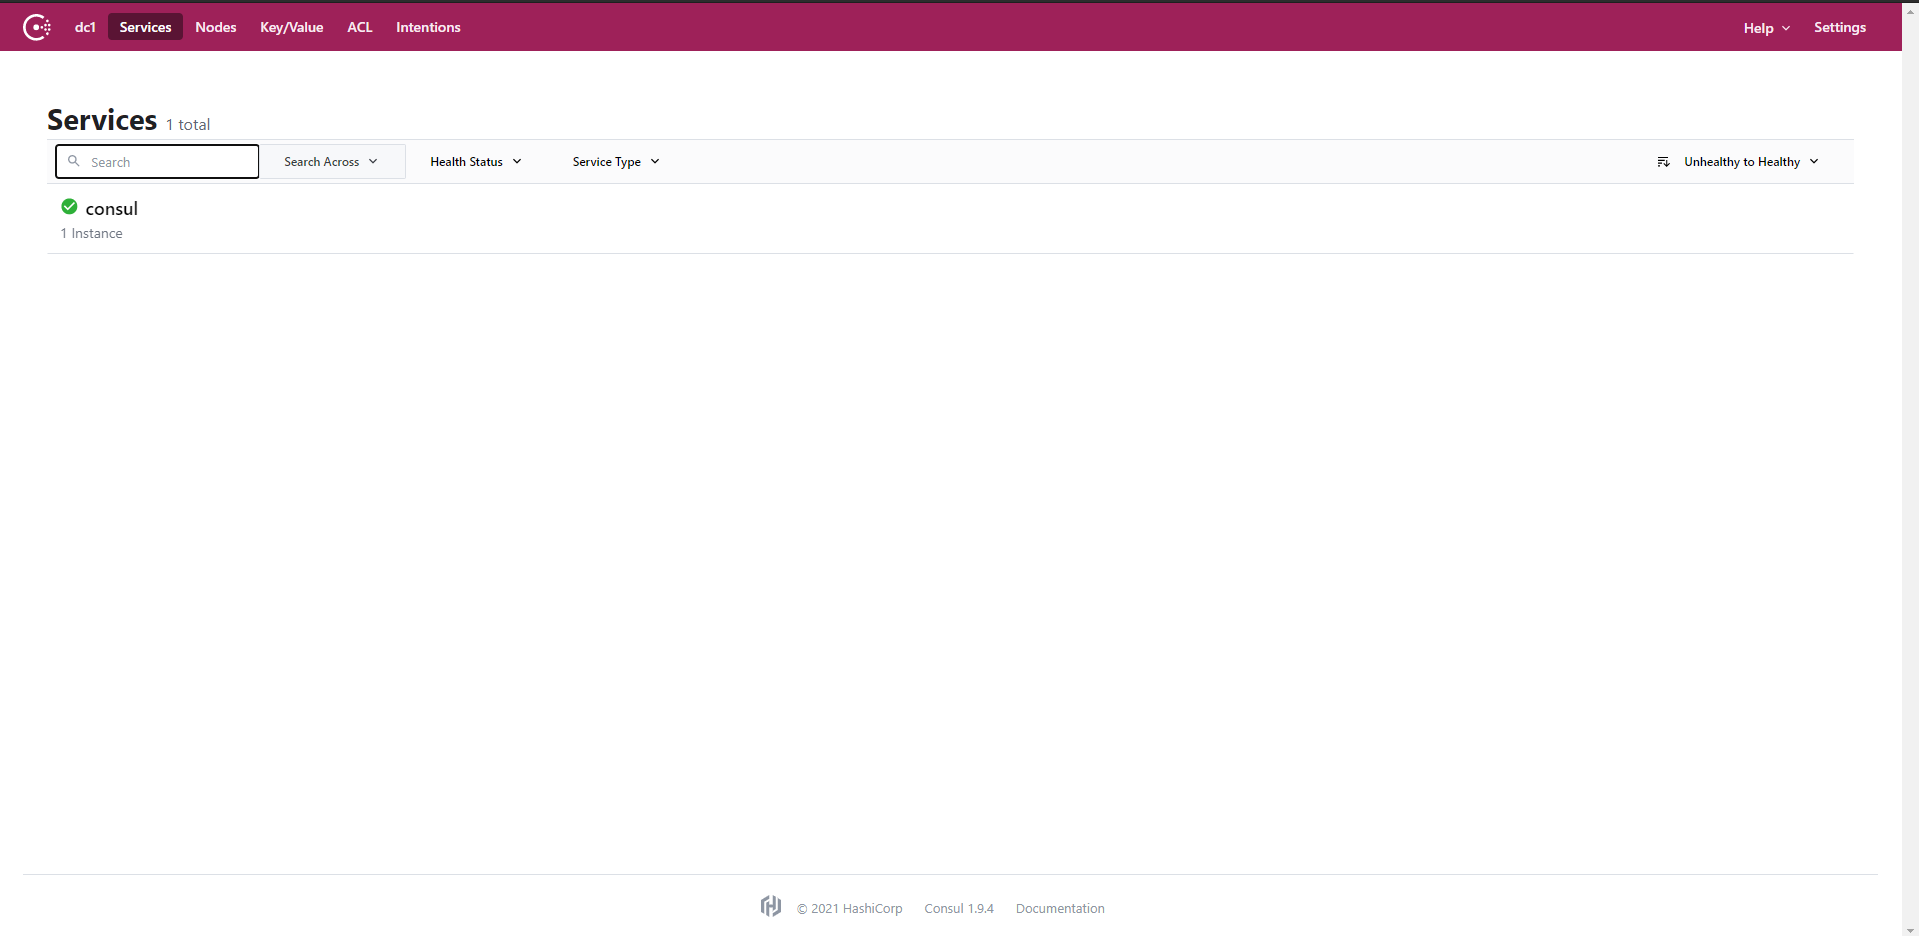 dc1 Services Nodes Key/Value ACL Intentions Help Settings
Services 1 total
Search Search Across Health Status Service Type Unhealthy to Healthy
consul
1 Instance
© 2021 HashiCorp Consul 1.9.4 Documentation